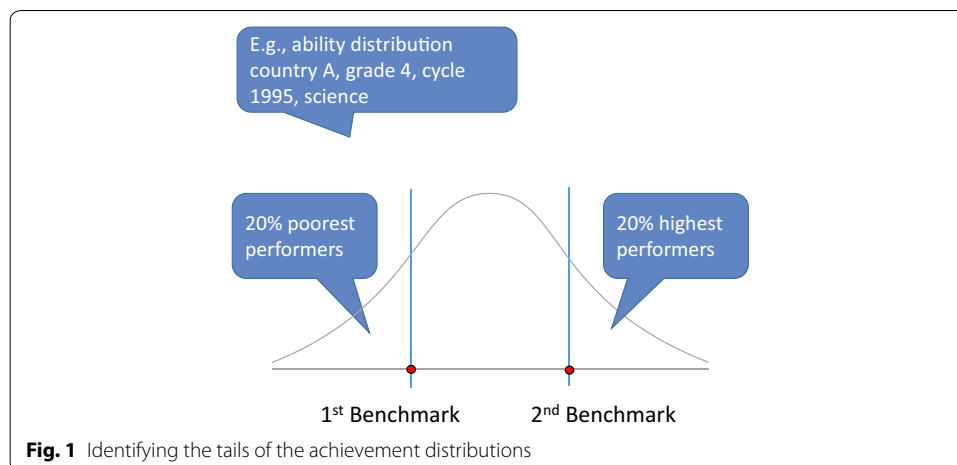 E.g., ability distribution
country A, grade 4, cycle
1995, science
20% poorest
performers
20% highest
performers
1st Benchmark
2nd Benchmark
Fig. 1 Identifying the tails of the achievement distributions